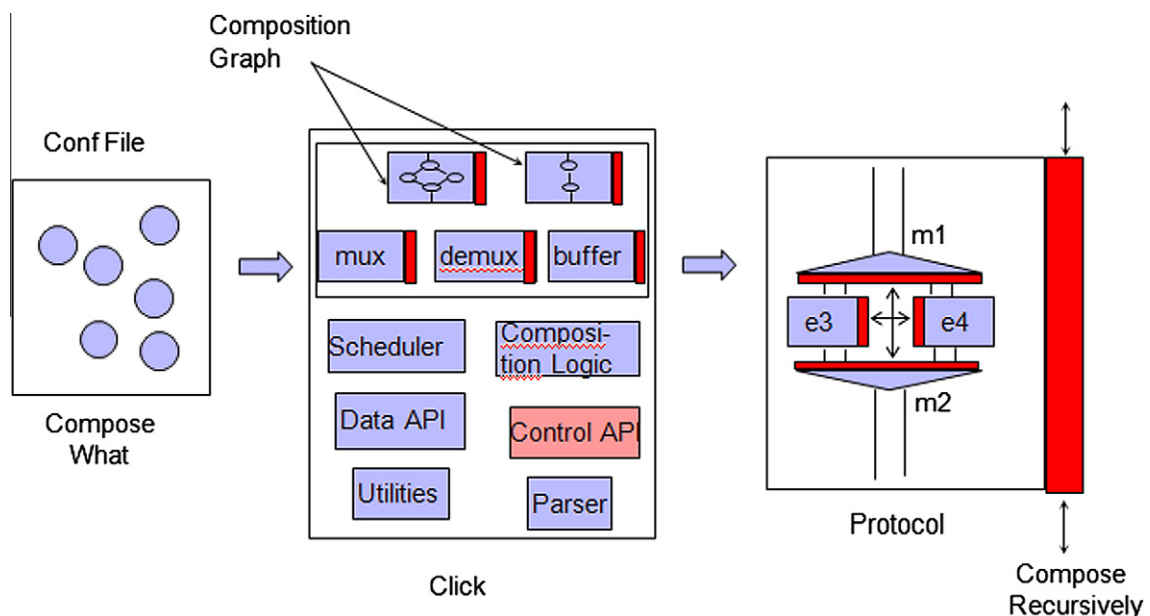 Composition
Graph
Conf File
mux
demux
buffer
Scheduler
Composi-
tion Logic
Data API
Control API
Utilities
Parser
Compose
What
Click
m1
e3
e4
m2
Protocol
Compose
Recursively